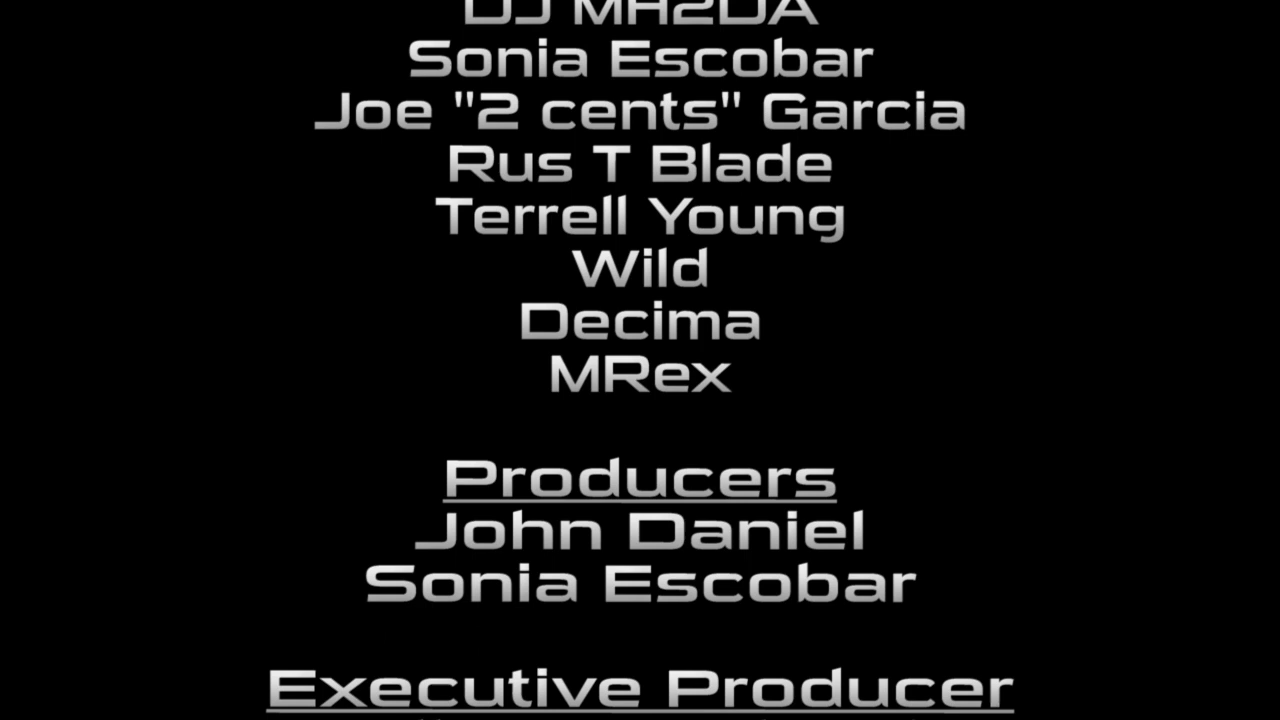 DJ
Sonia Escobar
Joe "2 cents" Garcia
Rus T Blade
Terrell Young
Wild
Decima
MRex
Producers
John Daniel
Sonia Escobar
Executive Producer